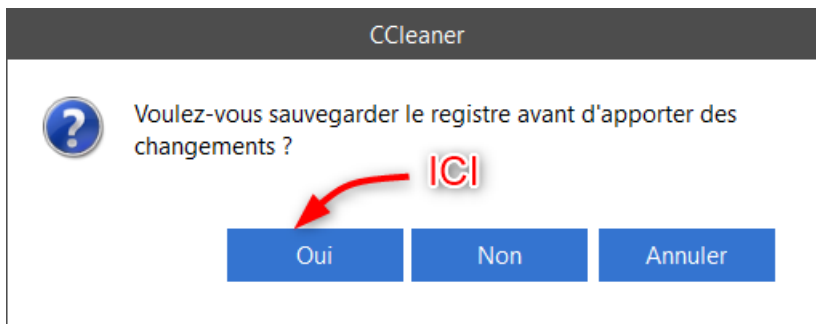 CCleaner
Voulez-vous sauvegarder le registre avant d'apporter des
changements ?
ICI
Oui
Non
Annuler